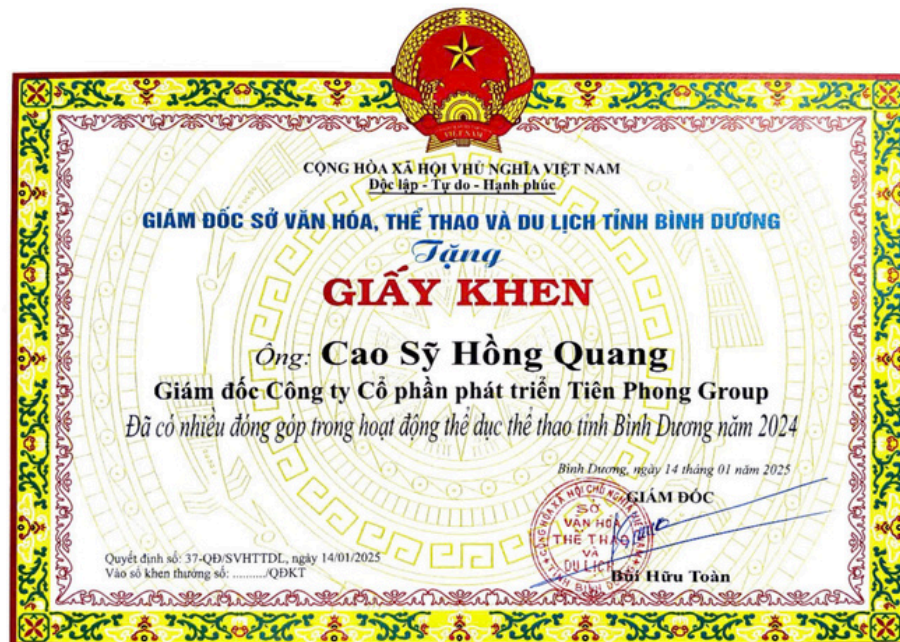 VIỆT NAM
CỘNG HÒA XÃ HỘI VHỦ NGHĨA VIỆT NAM
Độc lập - Tự do - Hạnh phúc
GIÁM ĐỐC SỞ VĂN HÓA, THỂ THAO VÀ DU LỊCH TỈNH BÌNH DƯƠNG
Tặng
GIẤY KHEN
Ông: Cao Sỹ Hồng Quang
Giám đốc Công ty Cổ phần phát triển Tiên Phong Group
Đã có nhiều đóng góp trong hoạt động thể dục thể thao tỉnh Bình Dương năm 2024
Bình Dương, ngày 14 tháng 01 năm 2025
GIÁM ĐỐC
SỞ
VĂN HÓA
THỂ THAO
VÀ
DU LỊCH
Bùi Hữu Toàn
Quyết định số: 37-QĐ/SVHTTDL, ngày 14/01/2025
Vào số khen thưởng số: ........../QĐKT